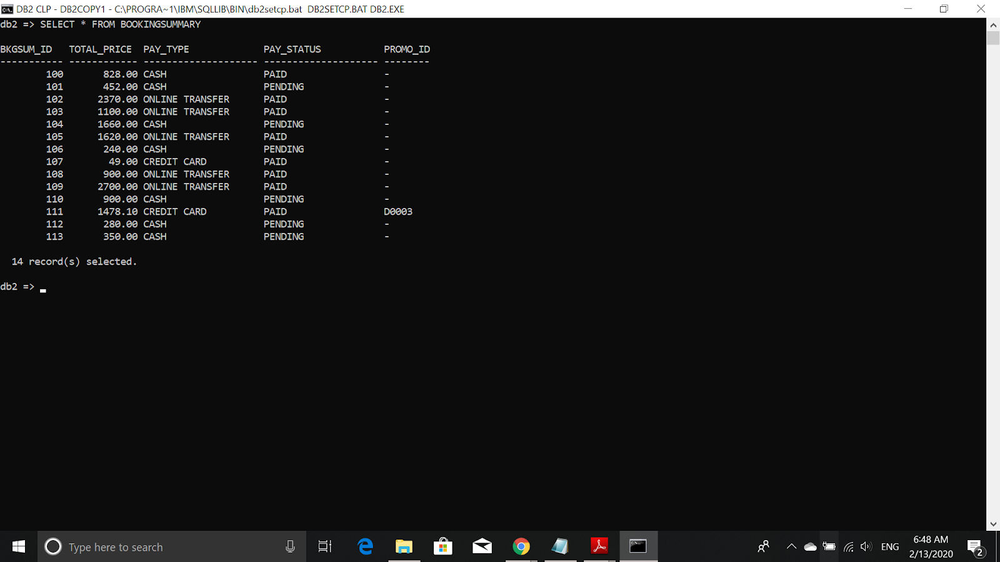 DB2 CLP - DB2COPY1 - C:\PROGRA~1\IBM\SQLLIB\BIN\db2setcp.bat  DB2SETCP.BAT DB2.EXE
db2 => SELECT * FROM BOOKINGSUMMARY
BKGSUM_ID   TOTAL_PRICE  PAY_TYPE             PAY_STATUS           PROMO_ID
----------- ------------ -------------------- -------------------- --------
        100       828.00 CASH                 PAID                 -
        101       452.00 CASH                 PENDING              -
        102      2370.00 ONLINE TRANSFER      PAID                 -
        103      1100.00 ONLINE TRANSFER      PAID                 -
        104      1660.00 CASH                 PENDING              -
        105      1620.00 ONLINE TRANSFER      PAID                 -
        106       240.00 CASH                 PENDING              -
        107        49.00 CREDIT CARD          PAID                 -
        108       900.00 ONLINE TRANSFER      PAID                 -
        109      2700.00 ONLINE TRANSFER      PAID                 -
        110       900.00 CASH                 PENDING              -
        111      1478.10 CREDIT CARD          PAID                 D0003
        112       280.00 CASH                 PENDING              -
        113       350.00 CASH                 PENDING              -
  14 record(s) selected.
db2 =>
Type here to search
ENG
6:48 AM
2/13/2020
2